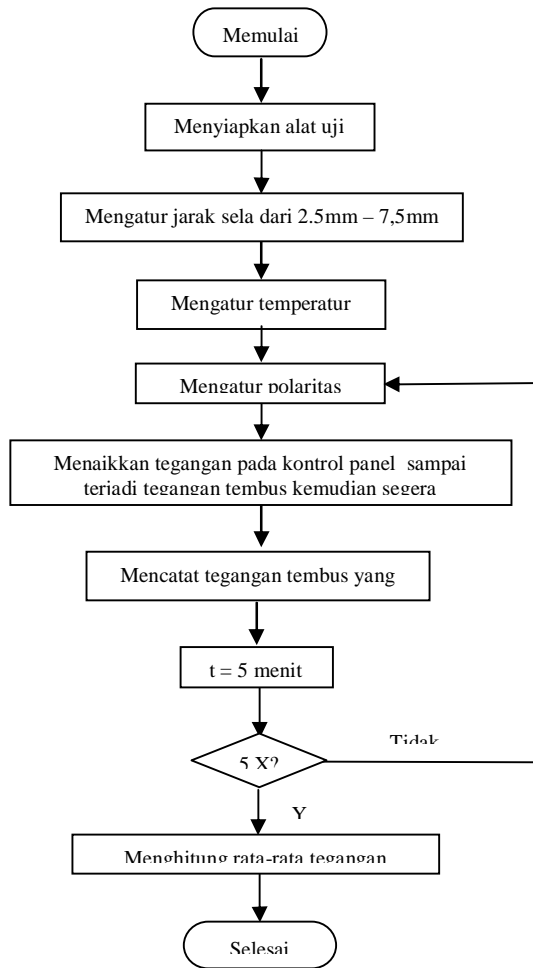 Memulai
Menyiapkan alat uji
Mengatur jarak sela dari 2.5mm – 7,5mm
Mengatur temperatur
Mengatur polaritas
Menaikkan tegangan pada kontrol panel sampai
terjadi tegangan tembus kemudian segera
Mencatat tegangan tembus yang
t = 5 menit
Tidak
5 X?
Y
Menghitung rata-rata tegangan
Selesai